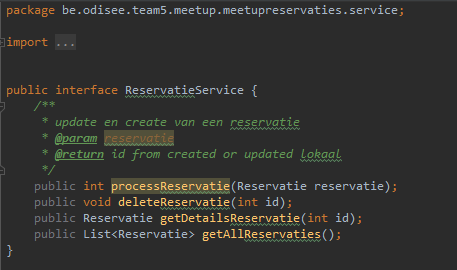 package be.odisee.team5.meetup.meetupreservaties.service;
import ...
public interface ReservatieService {
/**
* update en create van een reservatie
* @param reservatie
* @return id from created or updated lokaal
*/
public int processReservatie(Reservatie reservatie);
public void deleteReservatie(int id);
public Reservatie getDetailsReservatie(int id);
public List<Reservatie> getAllReservaties();
}